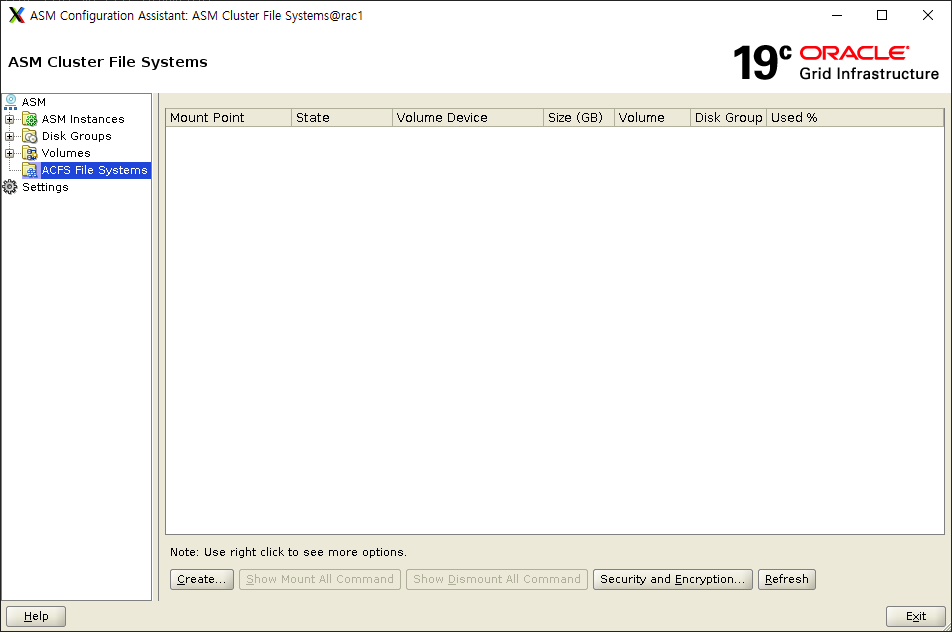 ASM Configuration Assistant: ASM Cluster File Systems@rac1
ASM Cluster File Systems
19c ORACLE
Grid Infrastructure
ASM
ASM Instances
Disk Groups
Volumes
ACFS File Systems
Settings
Mount Point State Volume Device Size (GB) Volume Disk Group Used %
Note: Use right click to see more options.
Create... Show Mount All Command Show Dismount All Command Security and Encryption... Refresh
Help Exit